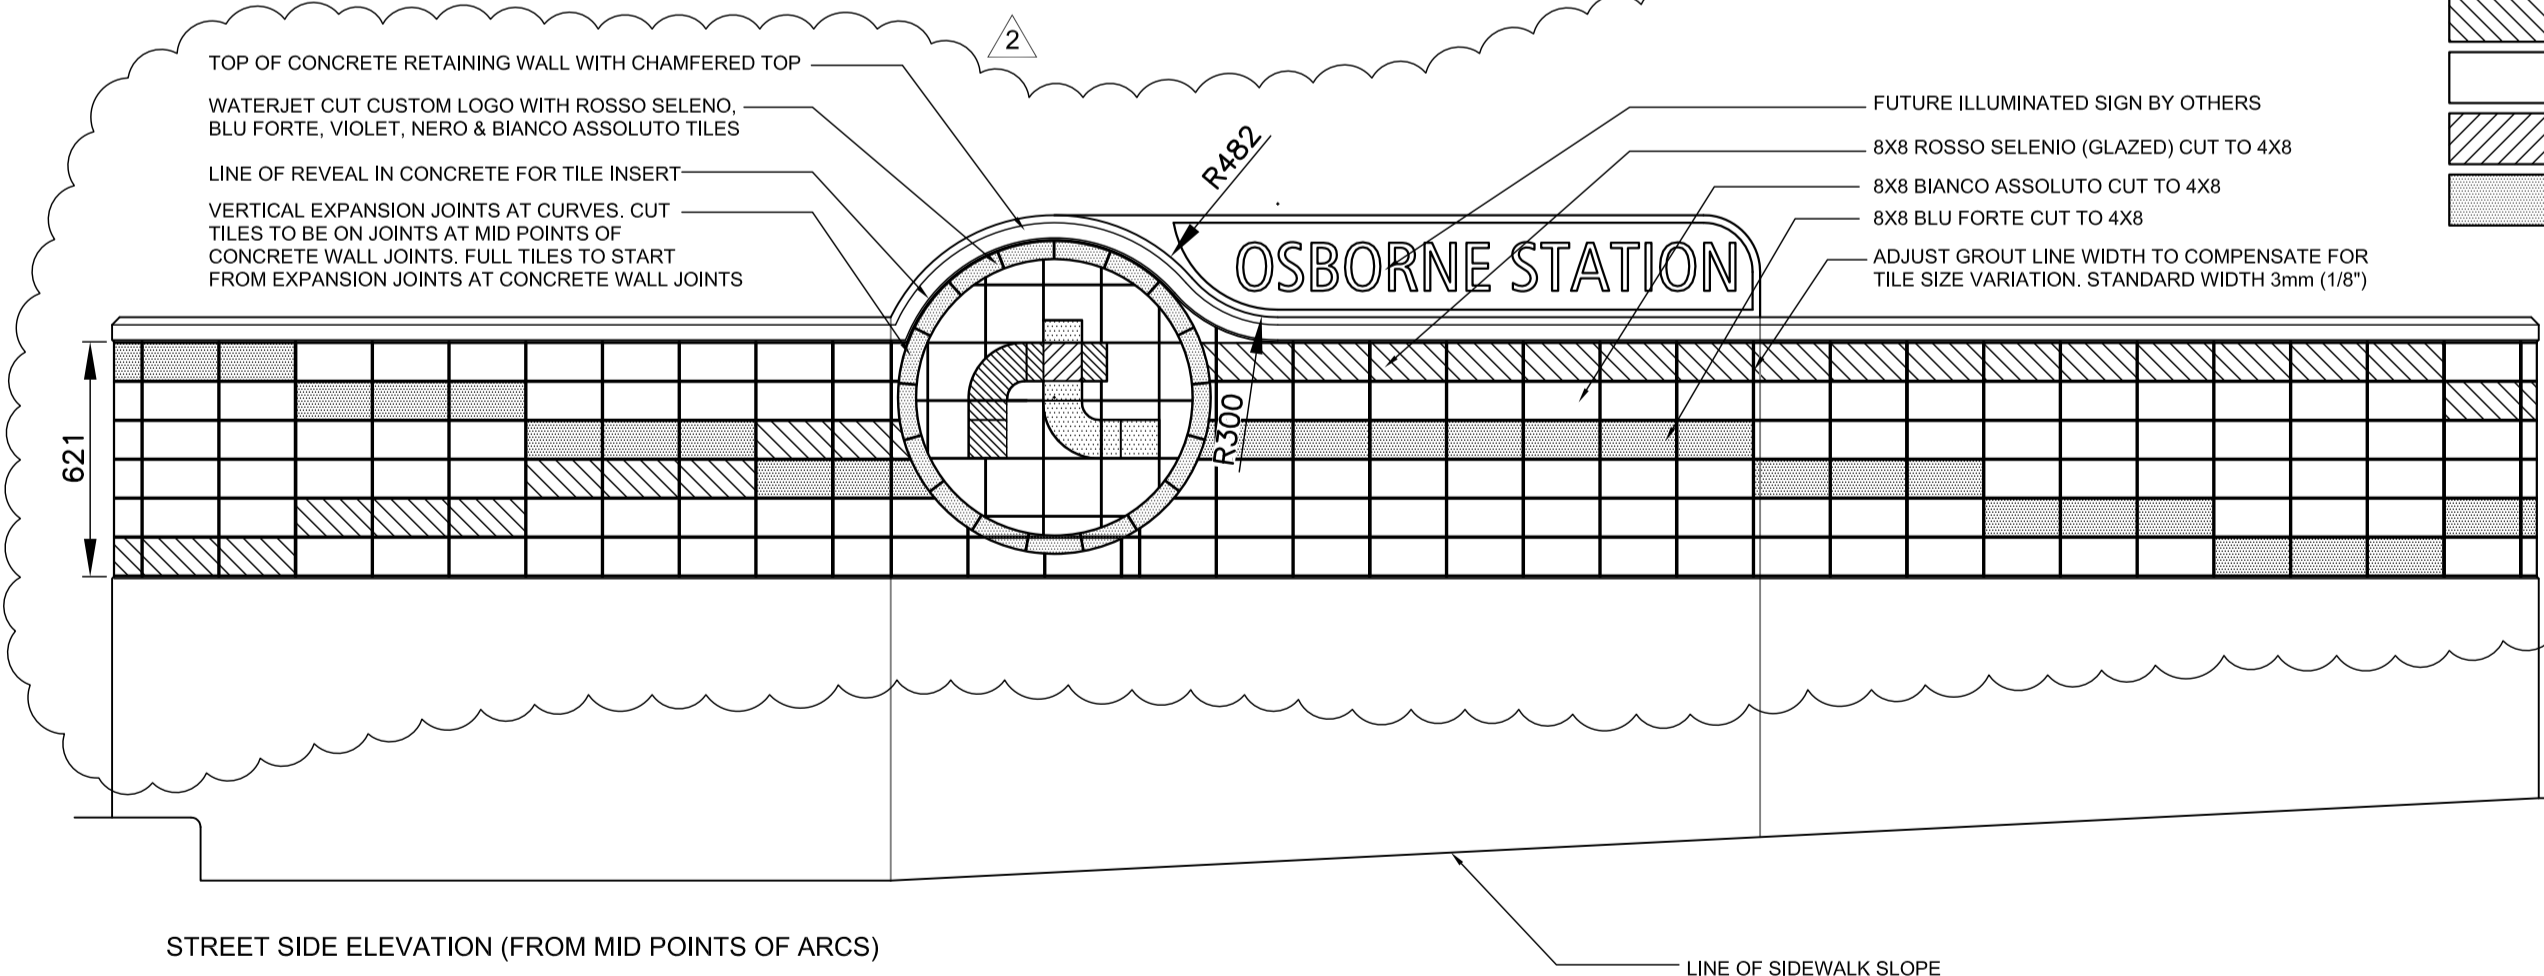 2
TOP OF CONCRETE RETAINING WALL WITH CHAMFERED TOP
WATERJET CUT CUSTOM LOGO WITH ROSSO SELENO,
BLU FORTE, VIOLET, NERO & BIANCO ASSOLUTO TILES
LINE OF REVEAL IN CONCRETE FOR TILE INSERT
VERTICAL EXPANSION JOINTS AT CURVES. CUT
TILES TO BE ON JOINTS AT MID POINTS OF
CONCRETE WALL JOINTS. FULL TILES TO START
FROM EXPANSION JOINTS AT CONCRETE WALL JOINTS
R482
OSBORNE STATION
FUTURE ILLUMINATED SIGN BY OTHERS
8X8 ROSSO SELENIO (GLAZED) CUT TO 4X8
8X8 BIANCO ASSOLUTO CUT TO 4X8
8X8 BLU FORTE CUT TO 4X8
ADJUST GROUT LINE WIDTH TO COMPENSATE FOR
TILE SIZE VARIATION. STANDARD WIDTH 3mm (1/8")
621
R300
STREET SIDE ELEVATION (FROM MID POINTS OF ARCS)
LINE OF SIDEWALK SLOPE